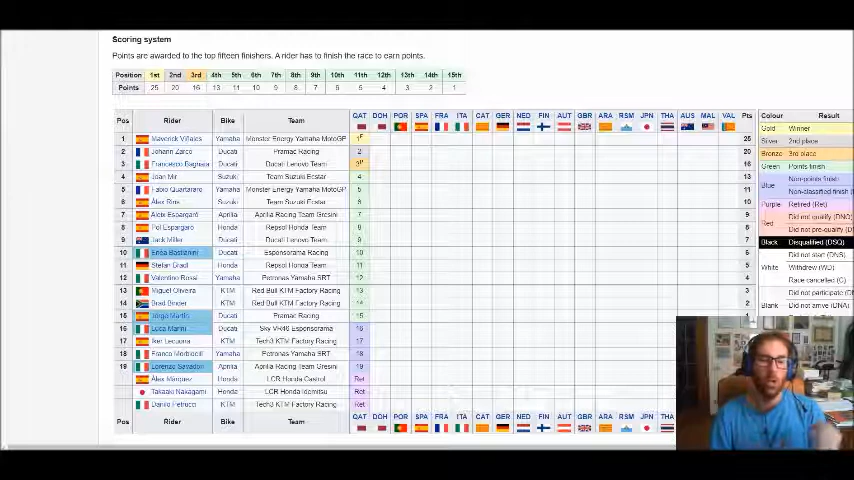 Scoring system
Points are awarded to the top fifteen finishers. A rider has to finish the race to earn points.
Position 1st 2nd 3rd 4th 5th 6th 7th 8th 9th 10th 11th 12th 13th 14th 15th
Points 25 20 16 13 11 10 9 8 7 6 5 4 3 2 1
Pos Rider Bike Team QAT DOH POR SPA FRA ITA CAT GER NED FIN AUT GBR ARA RSM JPN THA AUS MAL VAL Pts Colour Result
1 Maverick Viñales Yamaha Monster Energy Yamaha MotoGP 1F 25 Gold Winner
2 Johann Zarco Ducati Pramac Racing 2 20 Silver 2nd place
3 Francesco Bagnaia Ducati Ducati Lenovo Team 3P 16 Bronze 3rd place
4 Joan Mir Suzuki Team Suzuki Ecstar 4 13 Green Points finish
5 Fabio Quartararo Yamaha Monster Energy Yamaha MotoGP 5 11 Blue Non-points finish
6 Álex Rins Suzuki Team Suzuki Ecstar 6 10 Non-classified finish
7 Aleix Espargaró Aprilia Aprilia Racing Team Gresini 7 9 Purple Retired (Ret)
8 Pol Espargaró Honda Repsol Honda Team 8 8 Red Did not qualify (DNQ)
9 Jack Miller Ducati Ducati Lenovo Team 9 7 Did not pre-qualify
10 Enea Bastianini Ducati Esponsorama Racing 10 6 Black Disqualified (DSQ)
11 Stefan Bradl Honda Repsol Honda Team 11 5 Did not start (DNS)
12 Valentino Rossi Yamaha Petronas Yamaha SRT 12 4 White Withdrew (WD)
13 Miguel Oliveira KTM Red Bull KTM Factory Racing 13 3 Race cancelled (C)
14 Brad Binder KTM Red Bull KTM Factory Racing 14 2 Blank Did not participate
15 Jorge Martín Ducati Pramac Racing 15 1 Did not arrive (DNA)
16 Luca Marini Ducati Sky VR46 Esponsorama 16
17 Iker Lecuona KTM Tech3 KTM Factory Racing 17
18 Franco Morbidelli Yamaha Petronas Yamaha SRT 18
19 Lorenzo Savadori Aprilia Aprilia Racing Team Gresini 19
Álex Márquez Honda LCR Honda Castrol Ret
Takaaki Nakagami Honda LCR Honda Idemitsu Ret
Danilo Petrucci KTM Tech3 KTM Factory Racing Ret
Pos Rider Bike Team QAT DOH POR SPA FRA ITA CAT GER NED FIN AUT GBR ARA RSM JPN THA